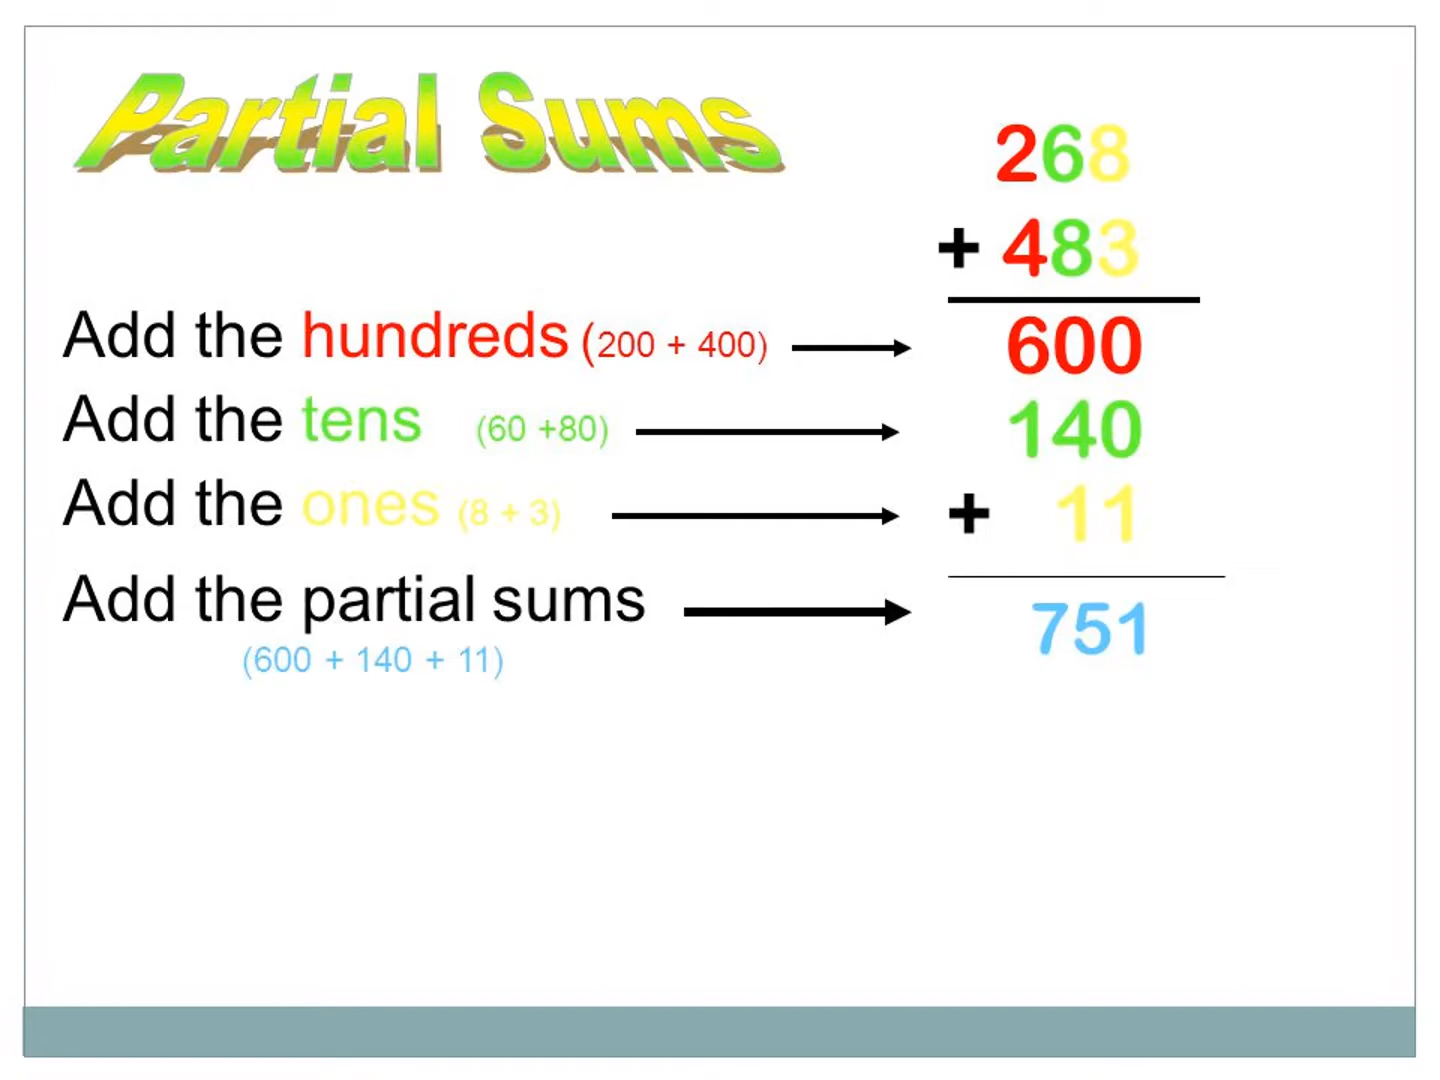 Partial Sums
268
+ 483
Add the hundreds (200 + 400) 600
Add the tens (60 +80) 140
Add the ones (8 + 3) + 11
Add the partial sums 751
(600 + 140 + 11)